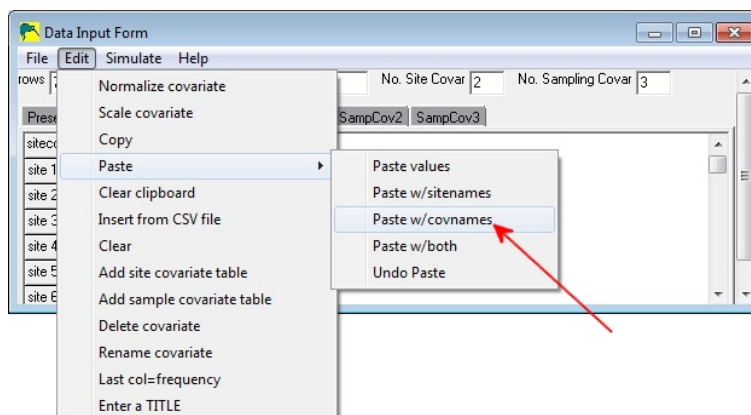 Data Input Form
File Edit Simulate Help
rows No. Site Covar 2 No. Sampling Covar 3
SampCov2 SampCov3
Normalize covariate
Scale covariate
Copy
Paste
Clear clipboard
Insert from CSV file
Clear
Add site covariate table
Add sample covariate table
Delete covariate
Rename covariate
Last col=frequency
Enter a TITLE
Paste values
Paste w/sitenames
Paste w/covnames
Paste w/both
Undo Paste
site 1
site 2
site 3
site 4
site 5
site 6